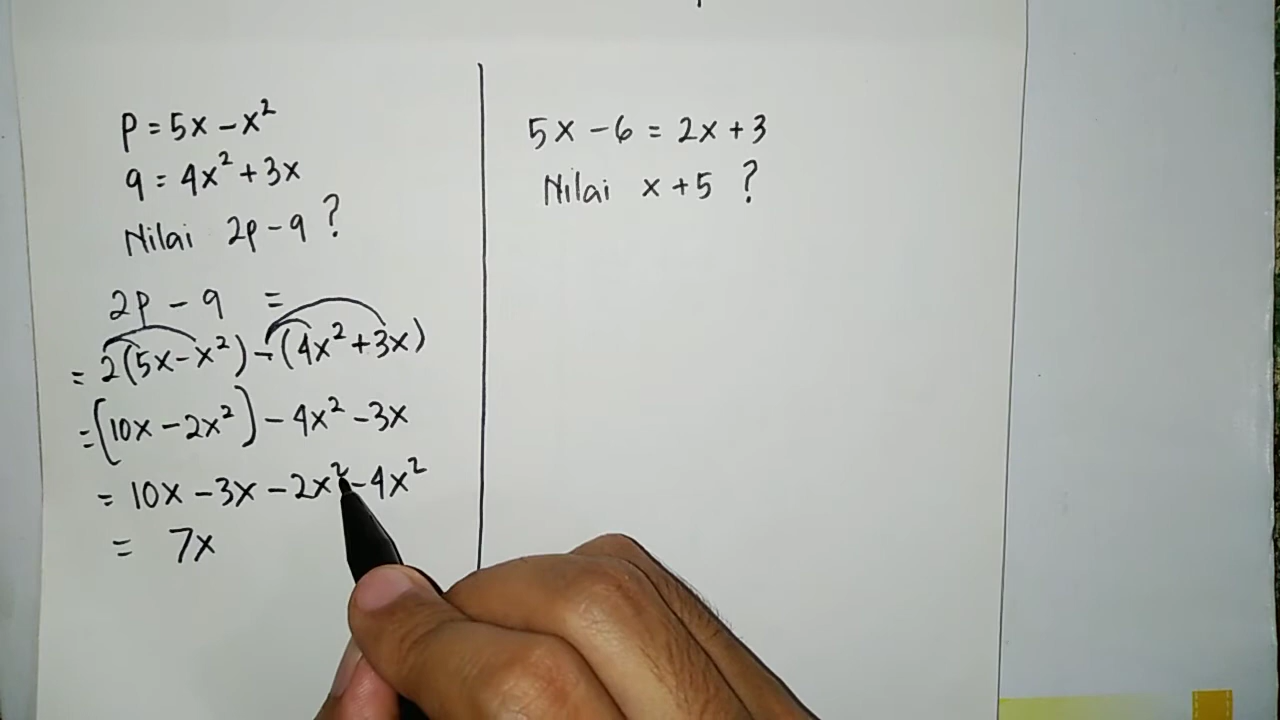 p = 5x - x²
q = 4x² + 3x
Nilai 2p - q ?
2p - q =
= 2(5x - x²) - (4x² + 3x)
= (10x - 2x²) - 4x² - 3x
= 10x - 3x - 2x² - 4x²
= 7x
5x - 6 = 2x + 3
Nilai x + 5 ?